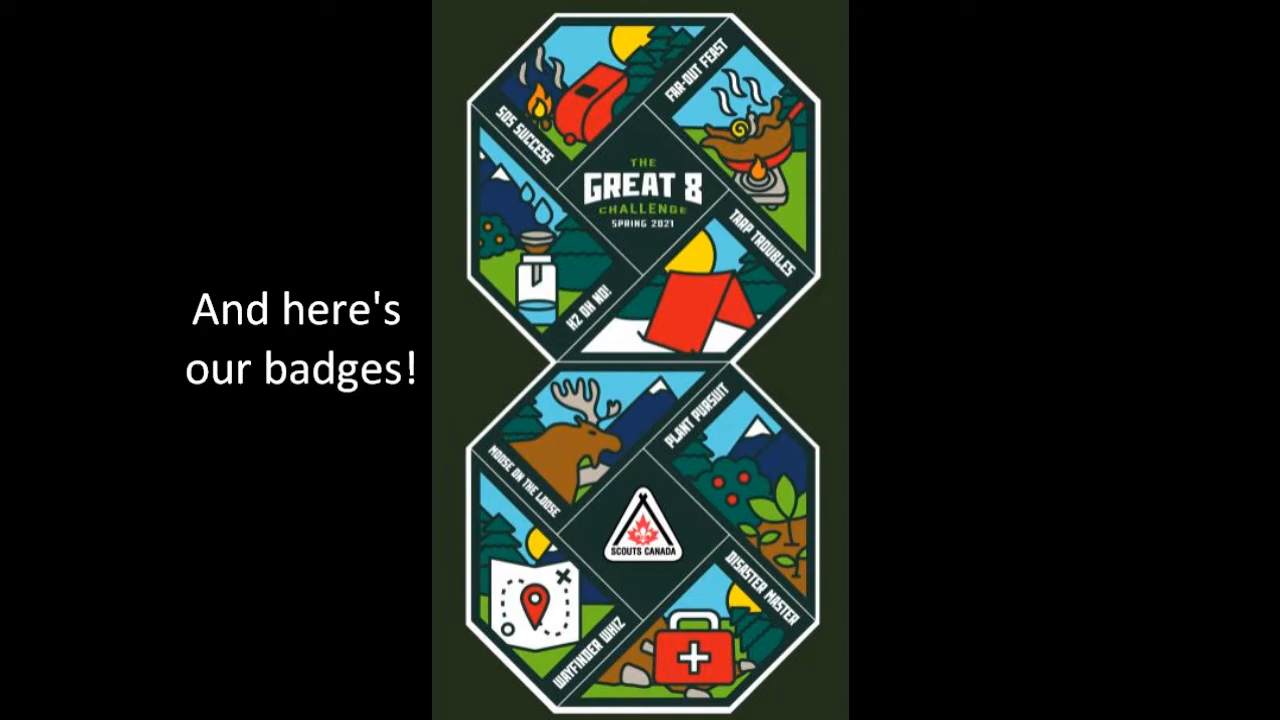 And here's
our badges!
SOS SUCCESS
FAR-OUT FEAST
THE
GREAT 8
CHALLENGE
SPRING 2021
H2 OH NO!
TARP TROUBLES
MOOSE ON THE LOOSE
PLANT PURSUIT
SCOUTS CANADA
WAYFINDER WHIZ
DISASTER MASTER